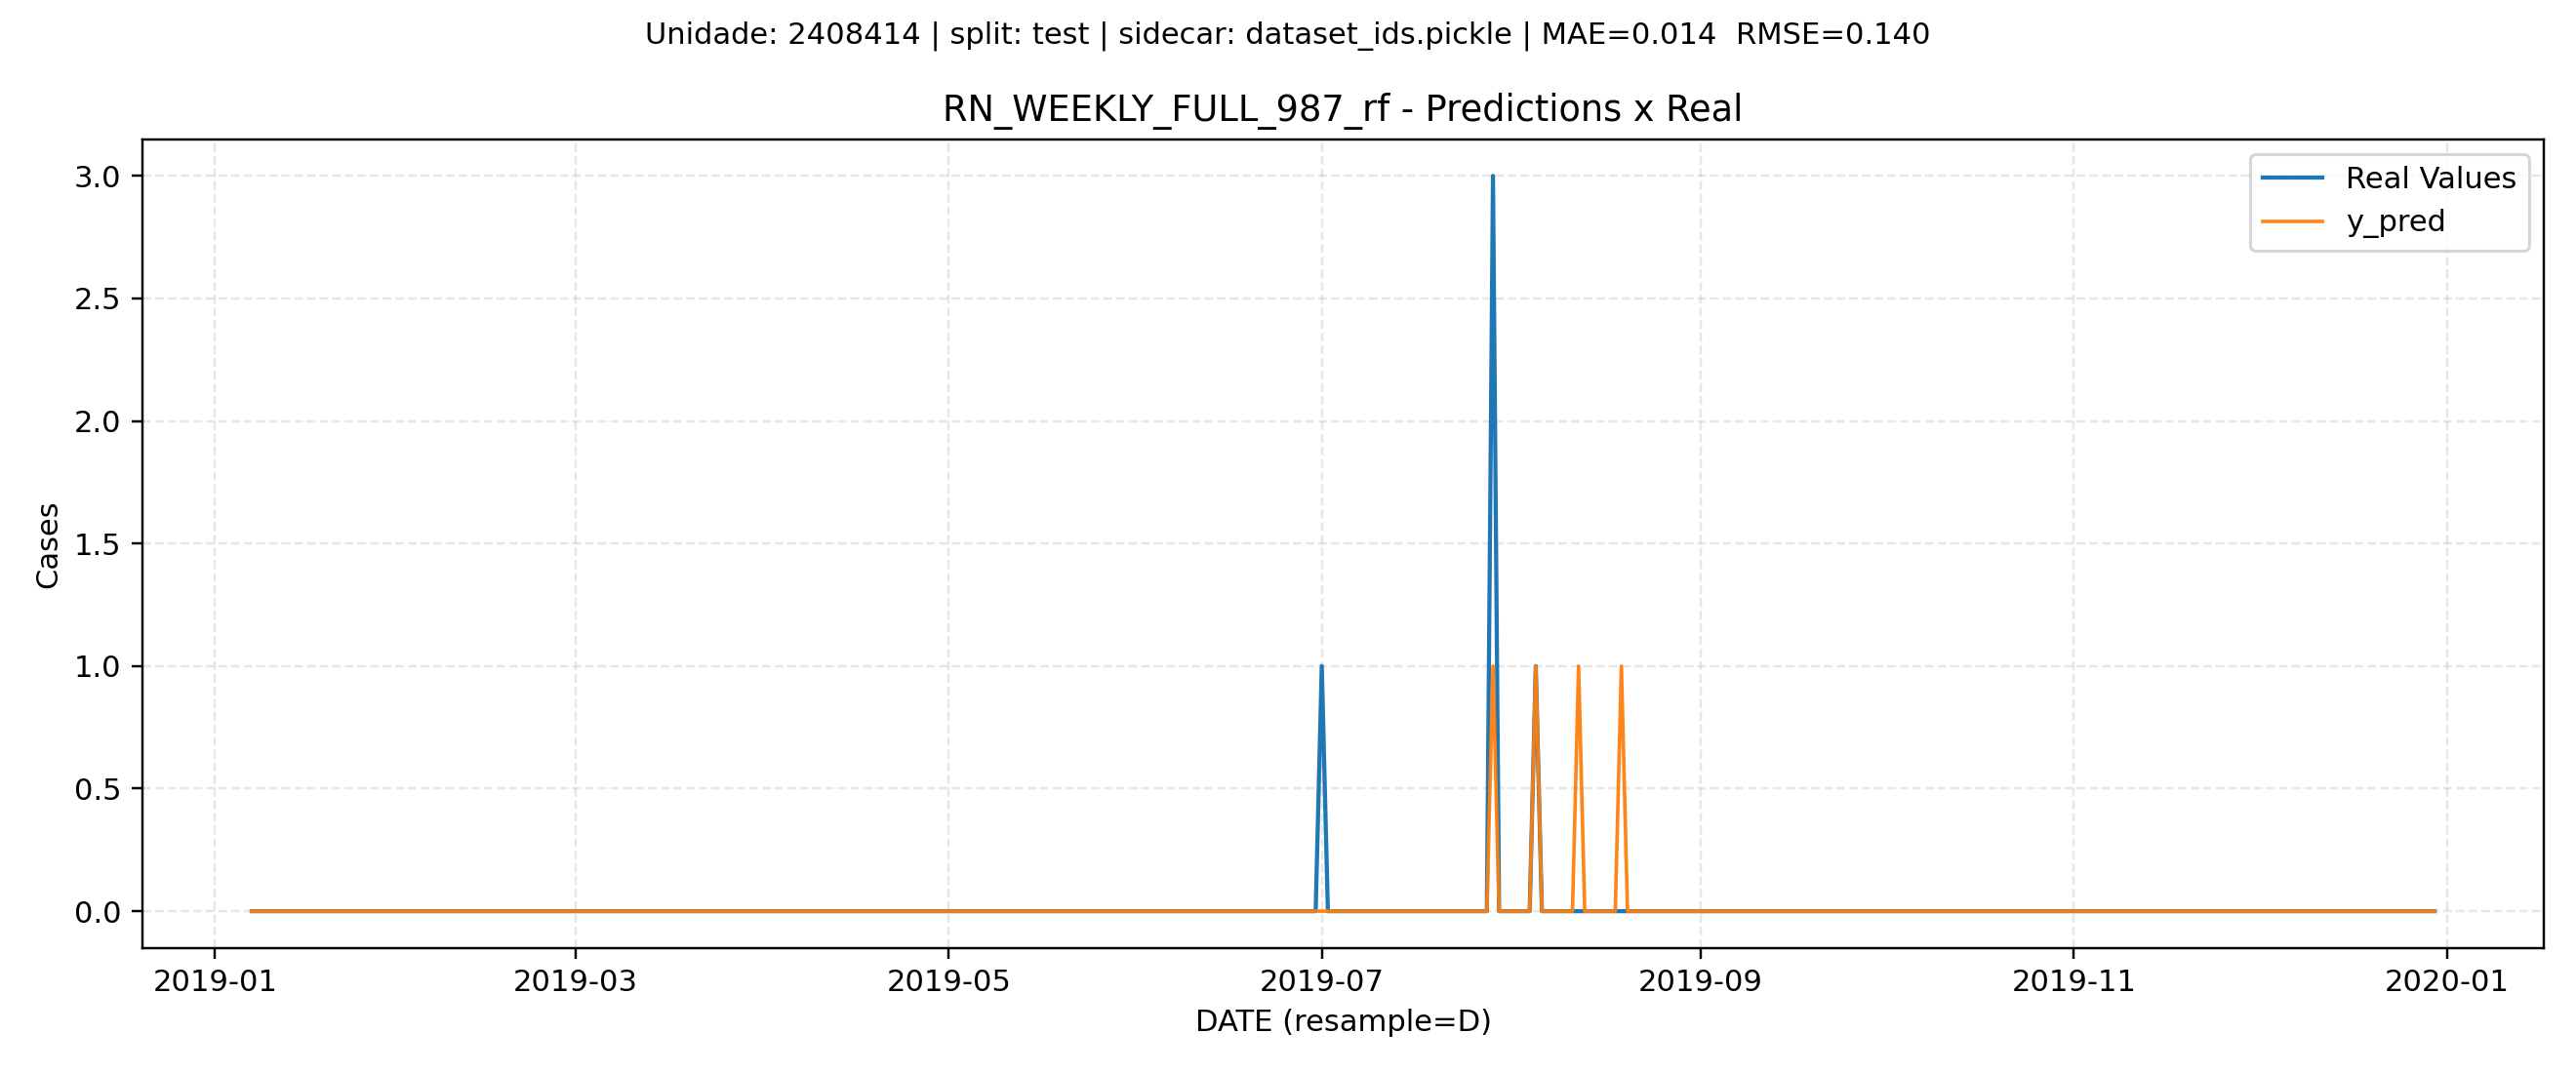 Unidade: 2408414 | split: test | sidecar: dataset_ids.pickle | MAE=0.014  RMSE=0.140
RN_WEEKLY_FULL_987_rf - Predictions x Real
Real Values
y_pred
Cases
3.0
2.5
2.0
1.5
1.0
0.5
0.0
2019-01
2019-03
2019-05
2019-07
2019-09
2019-11
2020-01
DATE (resample=D)